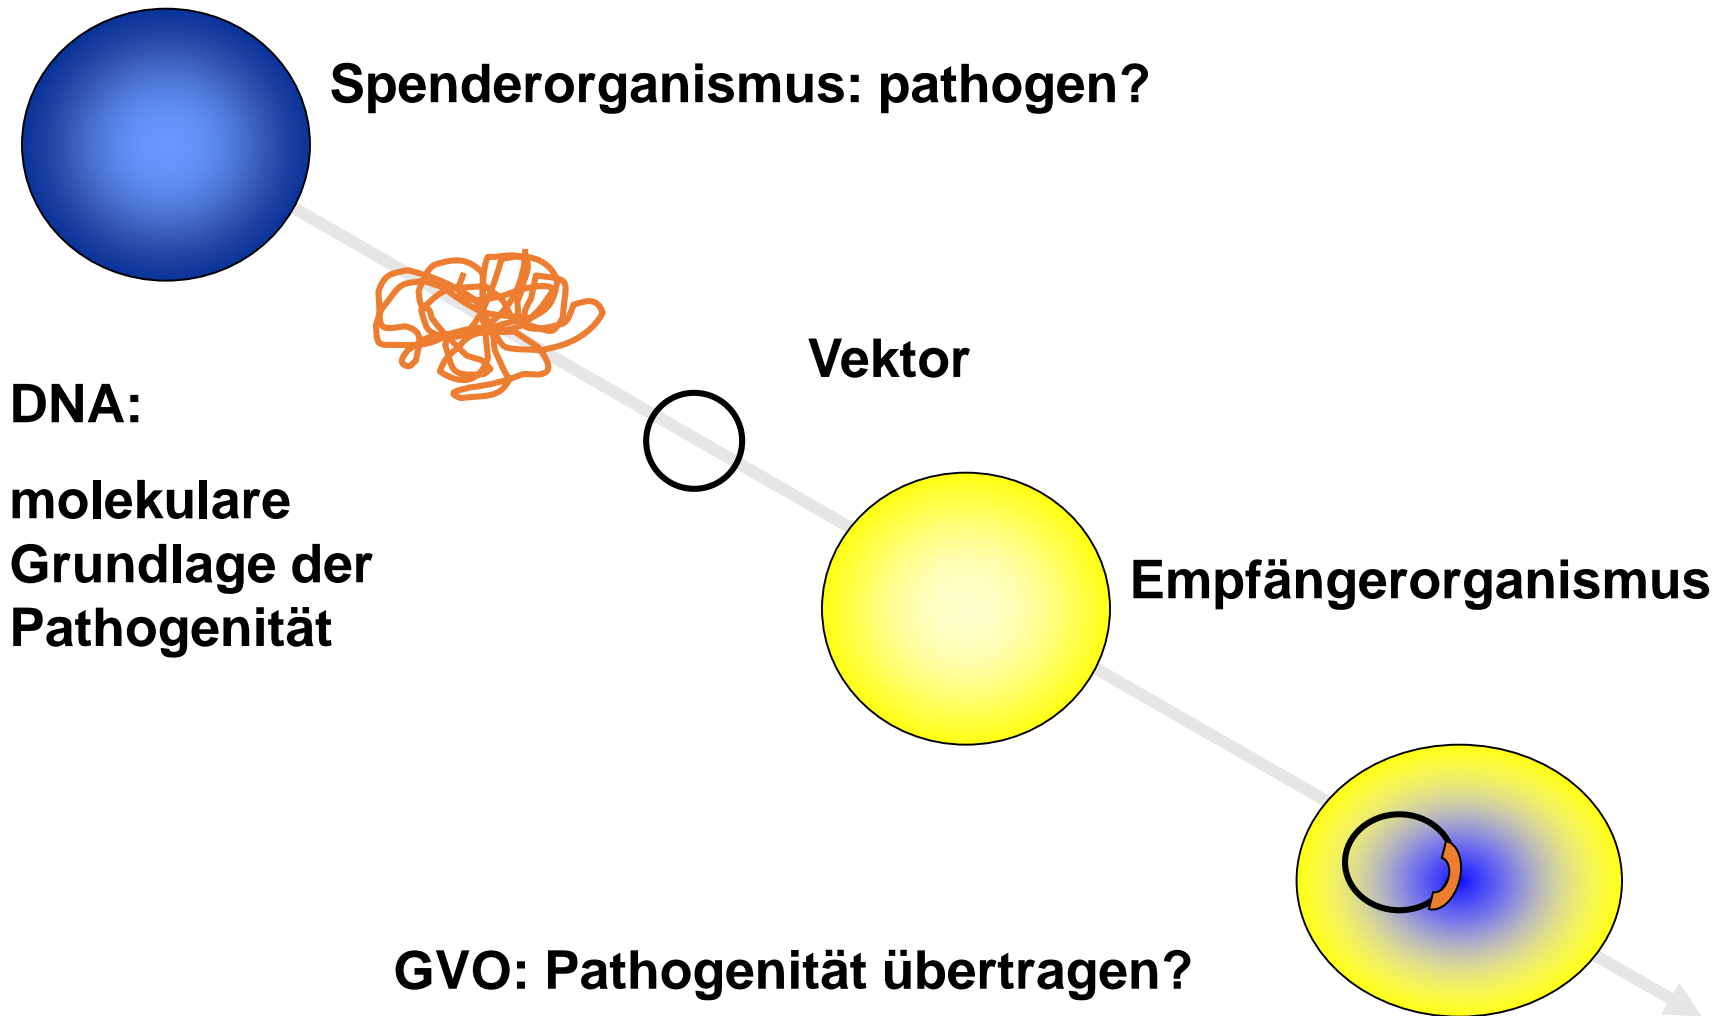 Spenderorganismus: pathogen?
Vektor
DNA:
molekulare
Grundlage der
Pathogenität
Empfängerorganismus
GVO: Pathogenität übertragen?